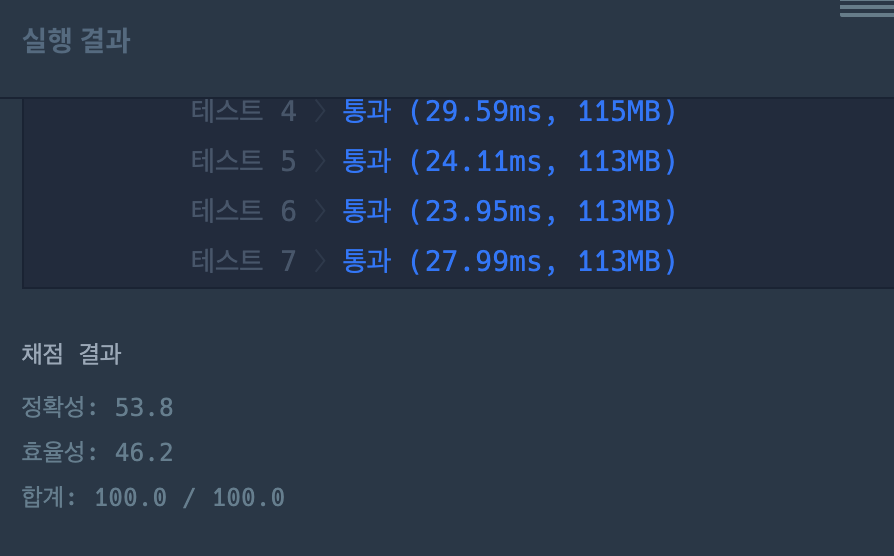 실행 결과
테스트 4 〉 통과 (29.59ms, 115MB)
테스트 5 〉 통과 (24.11ms, 113MB)
테스트 6 〉 통과 (23.95ms, 113MB)
테스트 7 〉 통과 (27.99ms, 113MB)
채점 결과
정확성: 53.8
효율성: 46.2
합계: 100.0 / 100.0